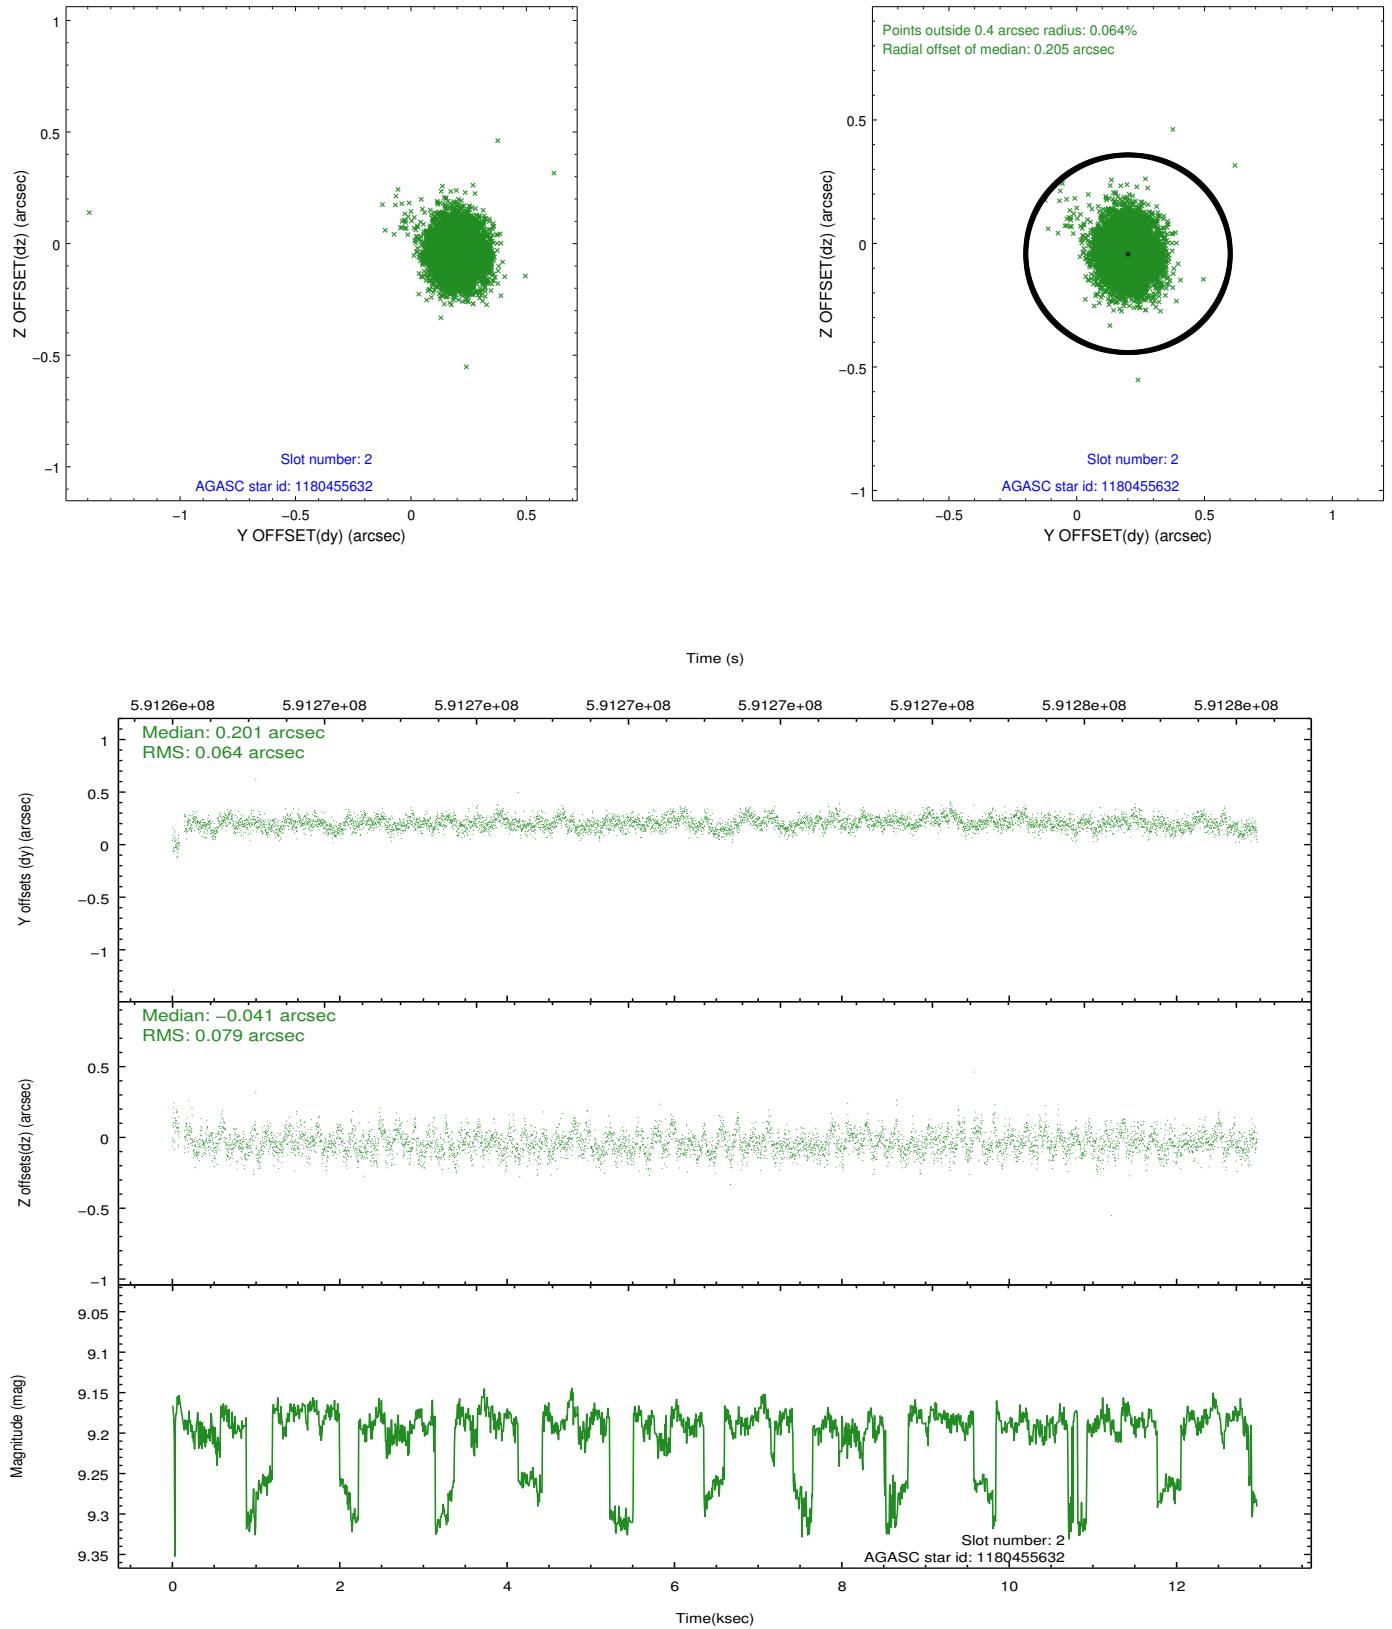 1
0.5
0
−0.5
−1
Z OFFSET(dz) (arcsec)
Slot number: 2
AGASC star id: 1180455632
−1
−0.5
0
0.5
Y OFFSET(dy) (arcsec)
Points outside 0.4 arcsec radius: 0.064%
Radial offset of median: 0.205 arcsec
0.5
0
−0.5
−1
Z OFFSET(dz) (arcsec)
Slot number: 2
AGASC star id: 1180455632
−0.5
0
0.5
1
Y OFFSET(dy) (arcsec)
Time (s)
5.9126e+08
5.9127e+08
5.9127e+08
5.9127e+08
5.9127e+08
5.9127e+08
5.9128e+08
5.9128e+08
Median: 0.201 arcsec
RMS: 0.064 arcsec
1
0.5
0
−0.5
−1
Y offsets (dy) (arcsec)
Median: −0.041 arcsec
RMS: 0.079 arcsec
0.5
0
−0.5
−1
Z offsets(dz) (arcsec)
9.05
9.1
9.15
9.2
9.25
9.3
9.35
Magnitude (mag)
Slot number: 2
AGASC star id: 1180455632
0
2
4
6
8
10
12
Time(ksec)